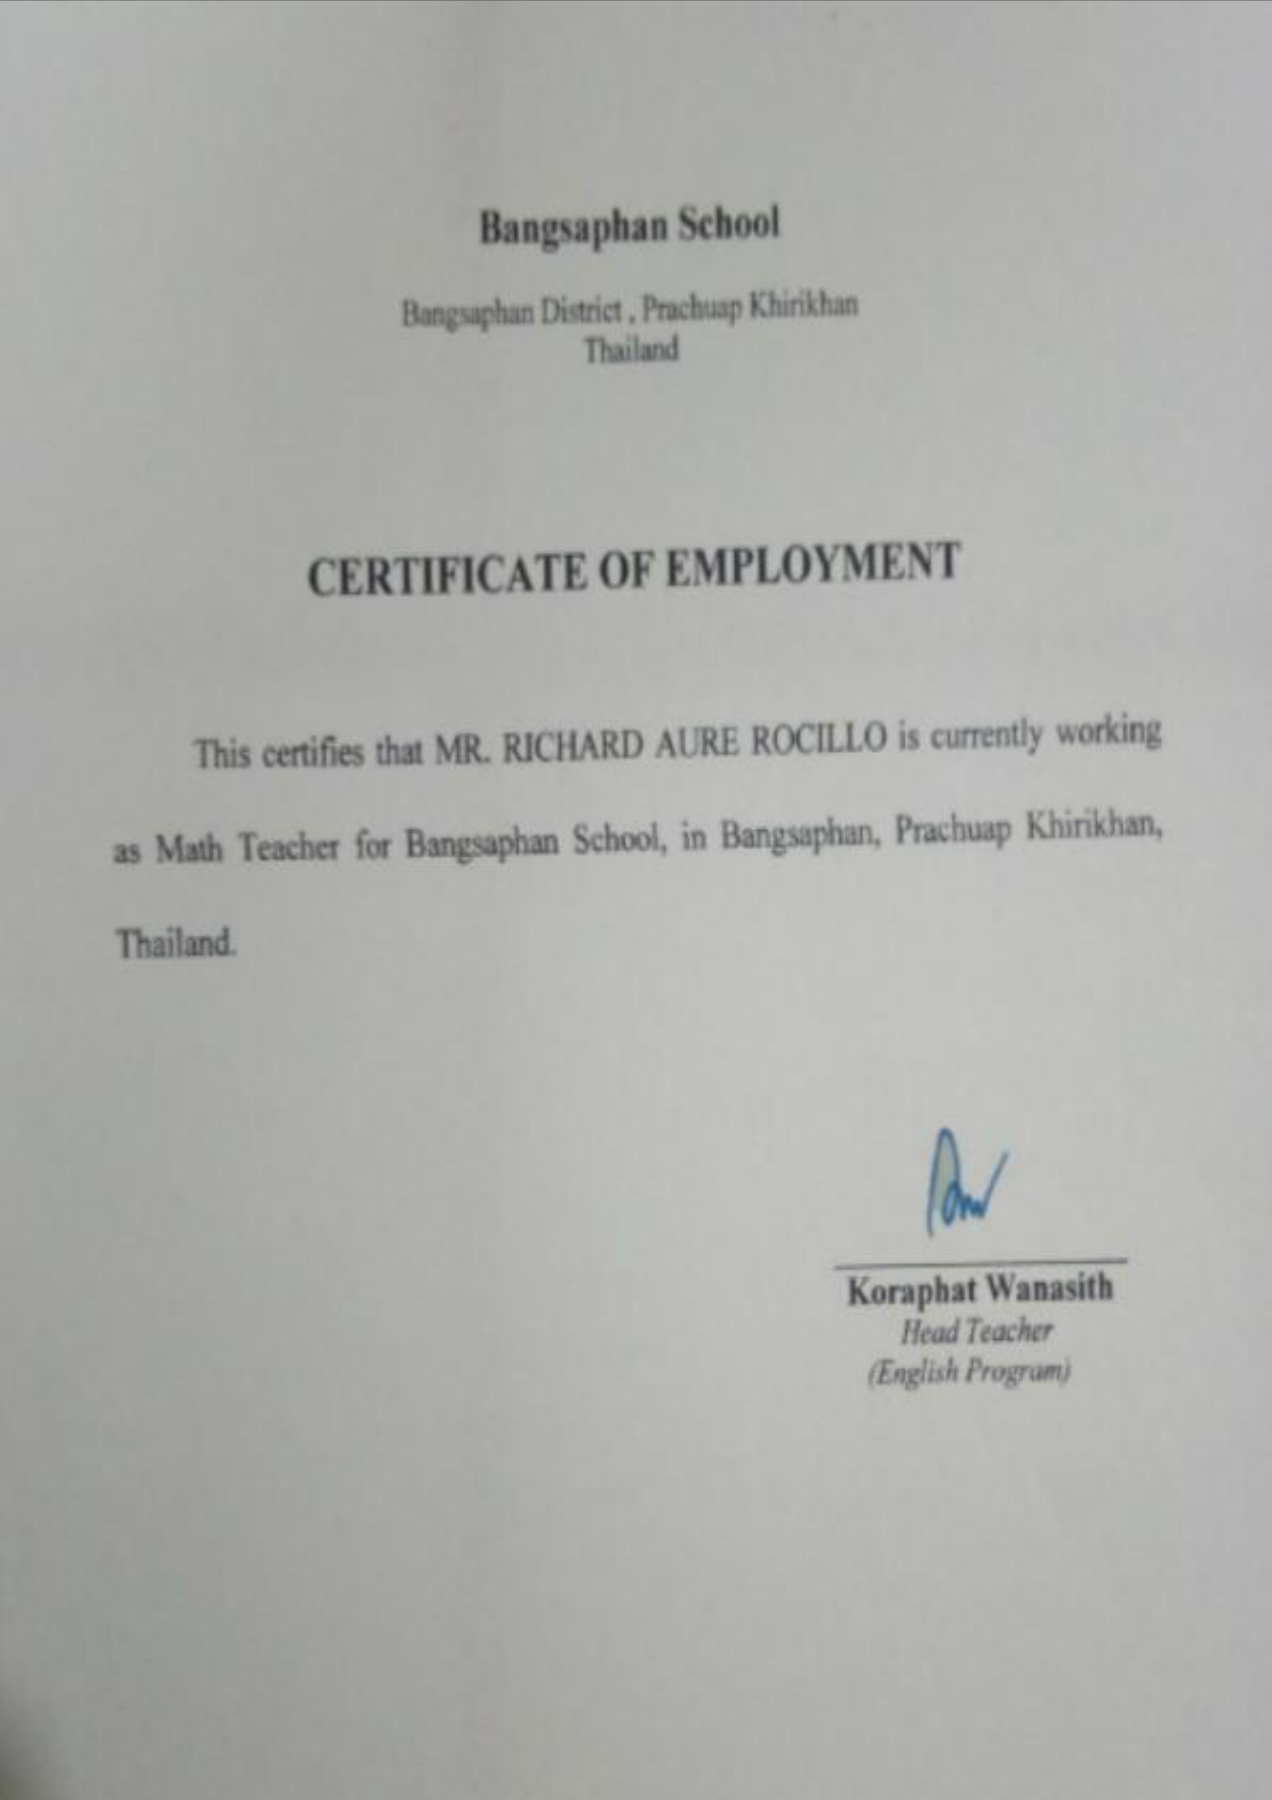 Bangsaphan School
Bangsaphan District , Prachuap Khirikhan
Thailand
CERTIFICATE OF EMPLOYMENT
This certifies that MR. RICHARD AURE ROCILLO is currently working
as Math Teacher for Bangsaphan School, in Bangsaphan, Prachuap Khirikhan,
Thailand.
Koraphat Wanasith
Head Teacher
(English Program)